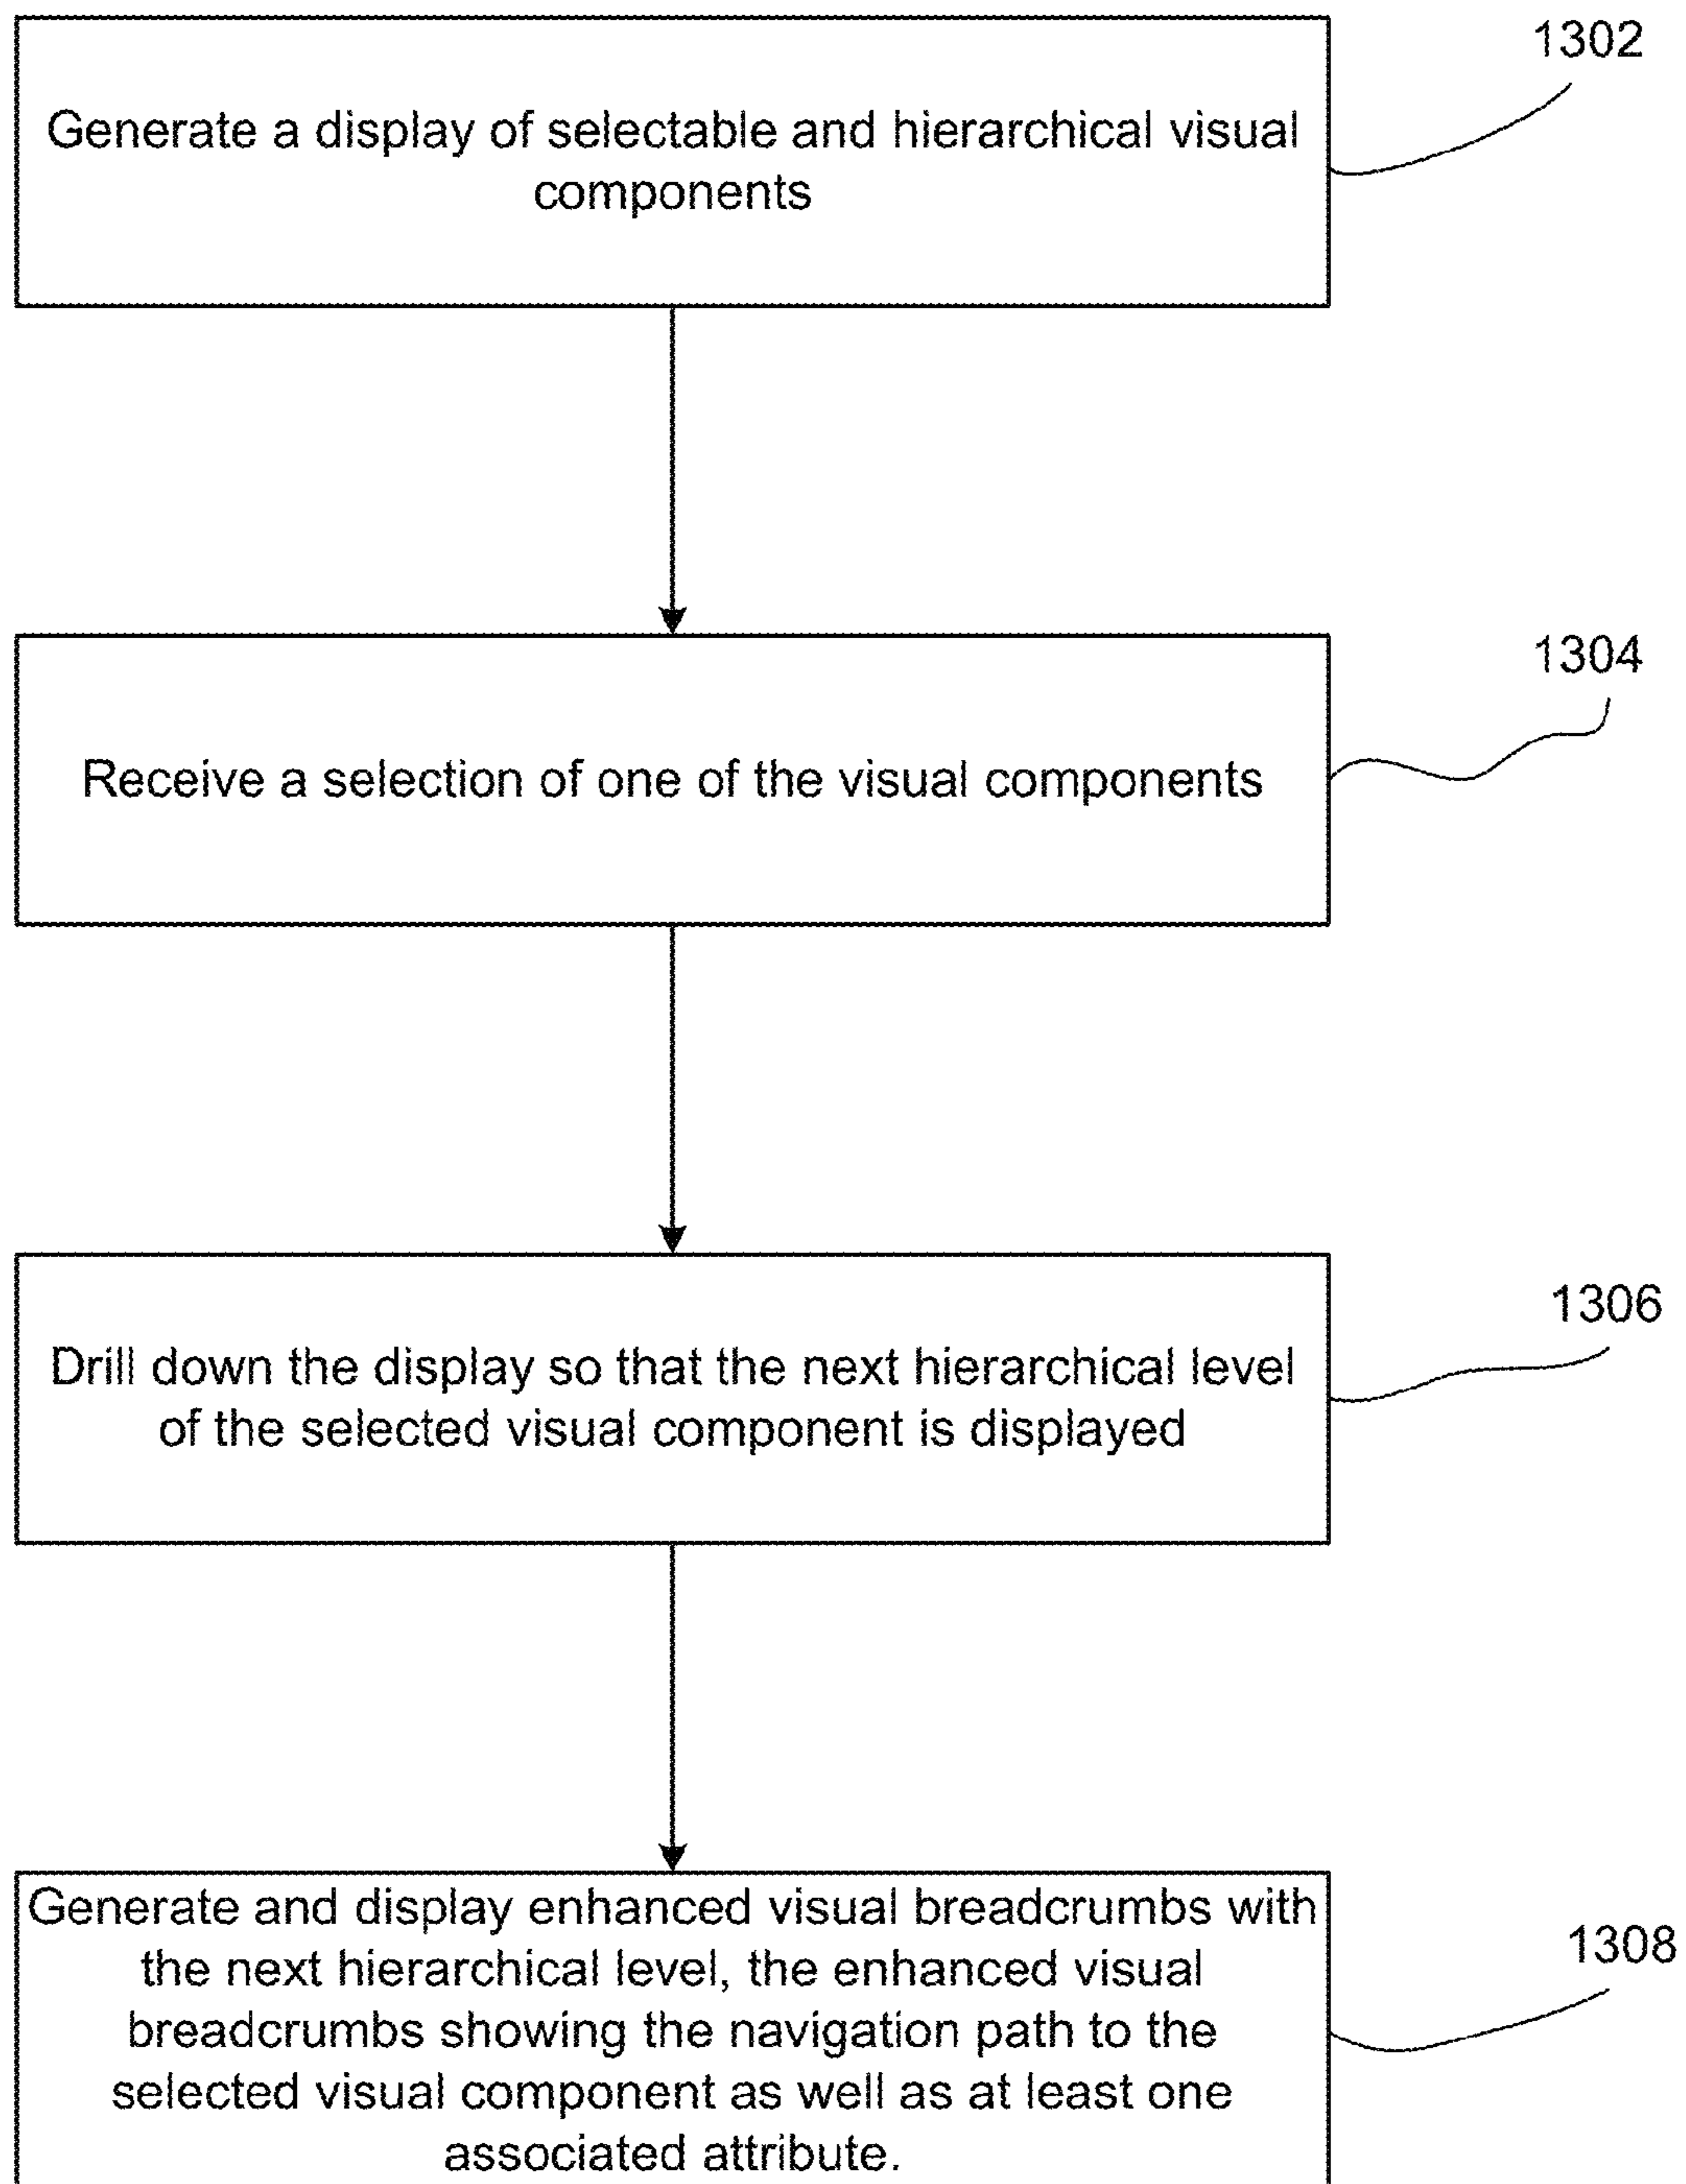 1302
Generate a display of selectable and hierarchical visual
components
1304
Receive a selection of one of the visual components
1306
Drill down the display so that the next hierarchical level
of the selected visual component is displayed
Generate and display enhanced visual breadcrumbs with
the next hierarchical level, the enhanced visual
breadcrumbs showing the navigation path to the
selected visual component as well as at least one
associated attribute.
1308